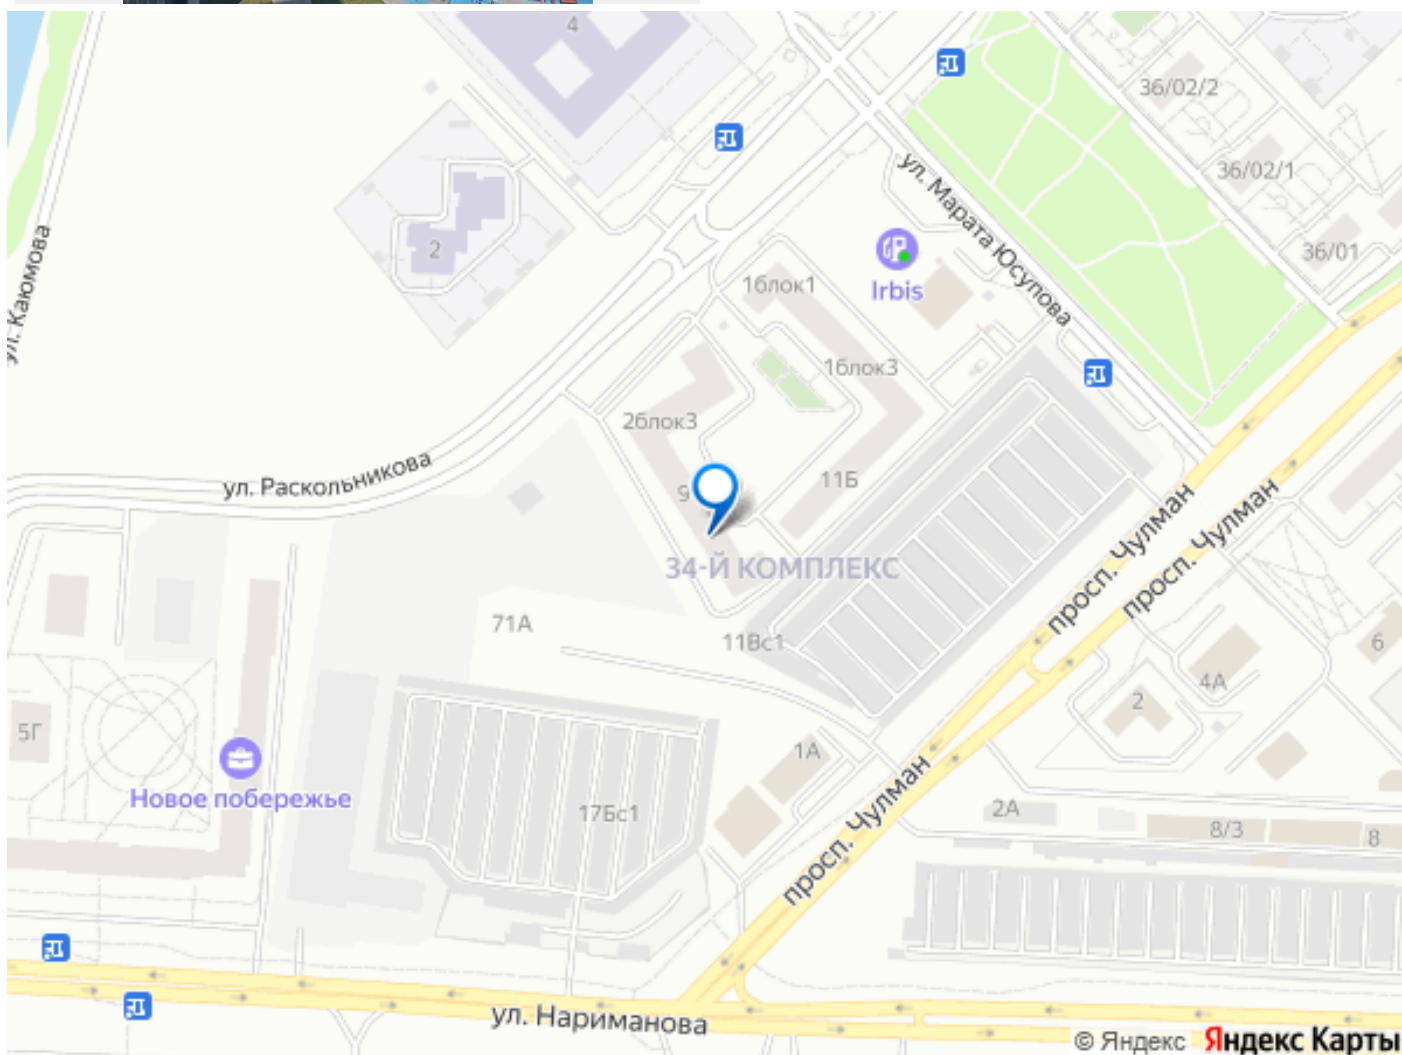 4
36/02/2
ул. Марата Юсупова
36/02/1
2
36/01
ул. Каюмова
Irbis
1блок1
1блок3
2блок3
ул. Раскольникова
11Б
9
просп. Чулман
просп. Чулман
34-Й КОМПЛЕКС
71А
11Вс1
6
4А
2
5Г
1А
Новое побережье
17Бс1
просп. Чулман
2А
8/3
8
ул. Нариманова
© Яндекс Яндекс Карты